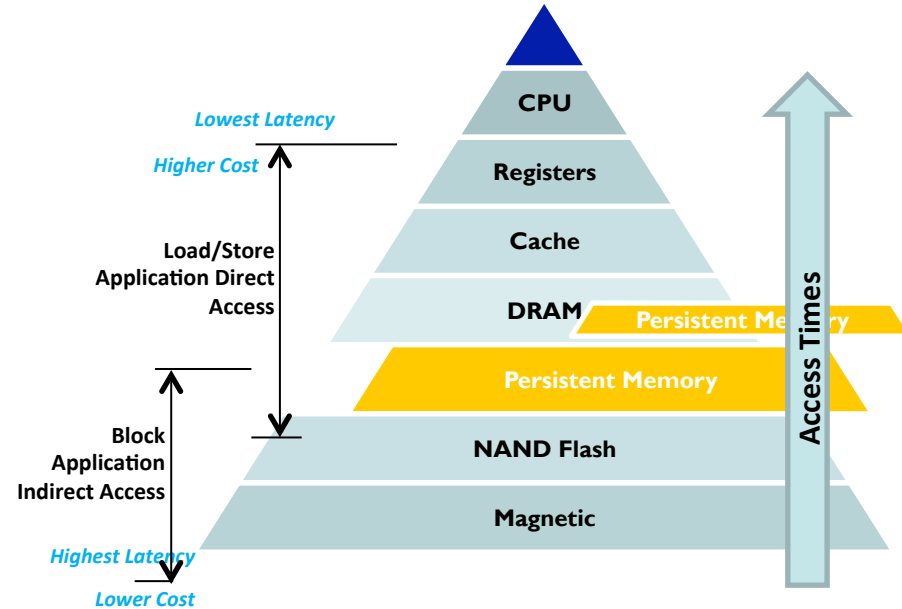 CPU
Lowest Latency
Higher Cost
Registers
Cache
Load/Store
Application Direct
Access
DRAM
Persistent Memory
Persistent Memory
Block
Application
Indirect Access
NAND Flash
Magnetic
Highest Latency
Lower Cost
Access Times